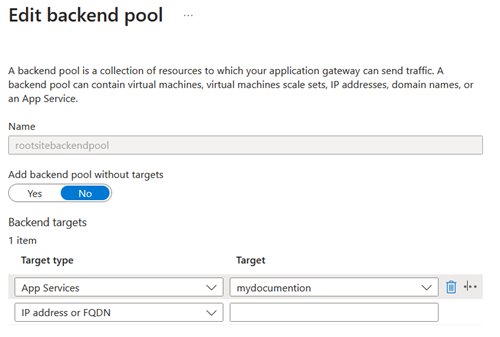 Edit backend pool ...
A backend pool is a collection of resources to which your application gateway can send traffic. A
backend pool can contain virtual machines, virtual machines scale sets, IP addresses, domain names, or
an App Service.
Name
rootsitebackendpool
Add backend pool without targets
Yes No
Backend targets
1 item
Target type Target
App Services mydocumention
IP address or FQDN